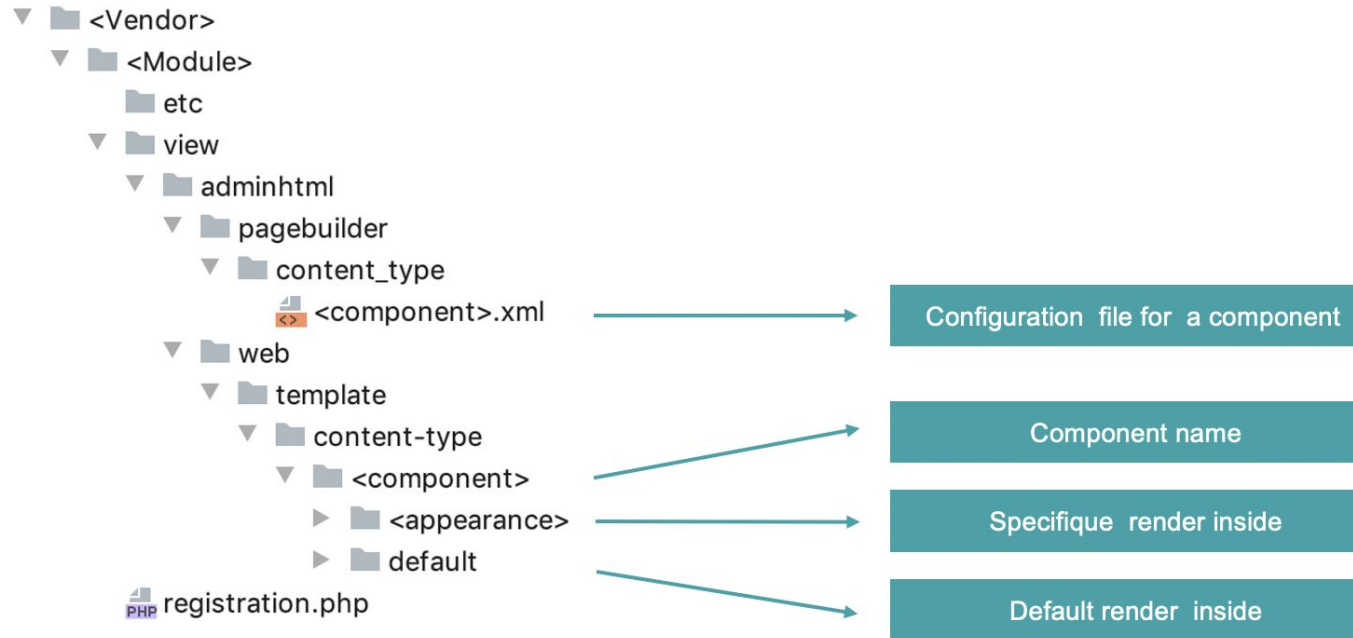 <Vendor>
<Module>
etc
view
adminhtml
pagebuilder
content_type
<component>.xml
Configuration file for a component
web
template
content-type
Component name
<component>
<appearance>
Specifique render inside
default
Default render inside
PHP registration.php